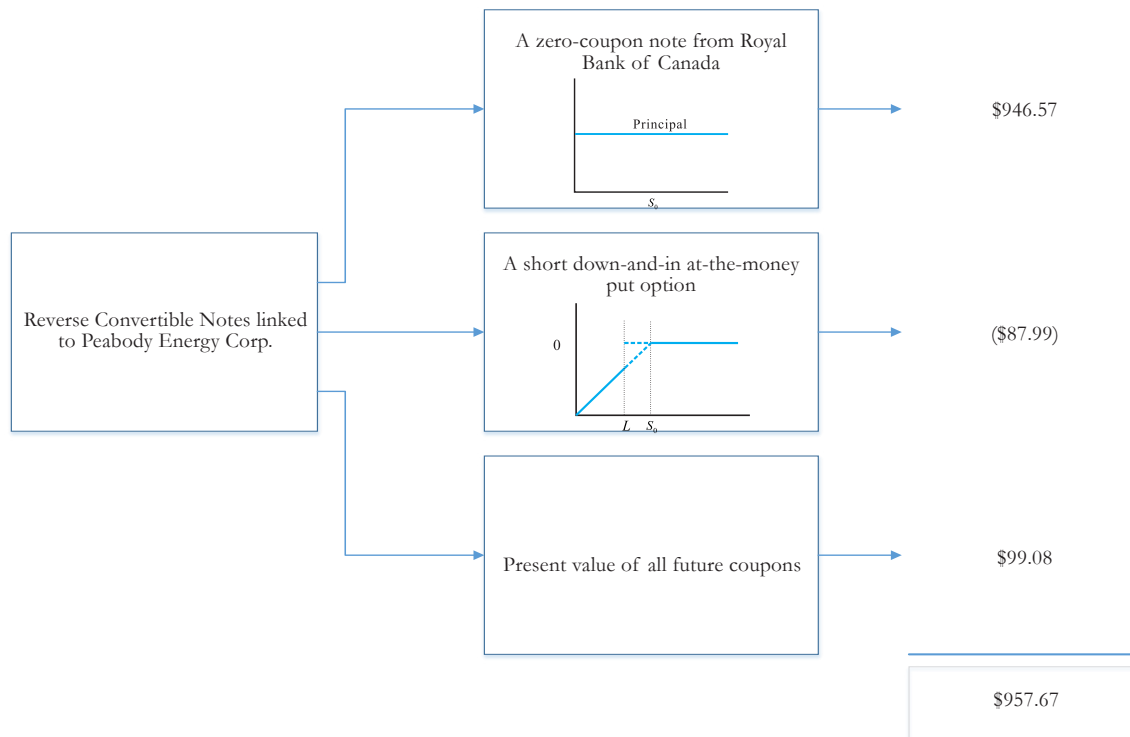 A zero-coupon note from Royal
Bank of Canada
Principal
S₀
$946.57
Reverse Convertible Notes linked
to Peabody Energy Corp.
A short down-and-in at-the-money
put option
0
L S₀
($87.99)
Present value of all future coupons
$99.08
$957.67